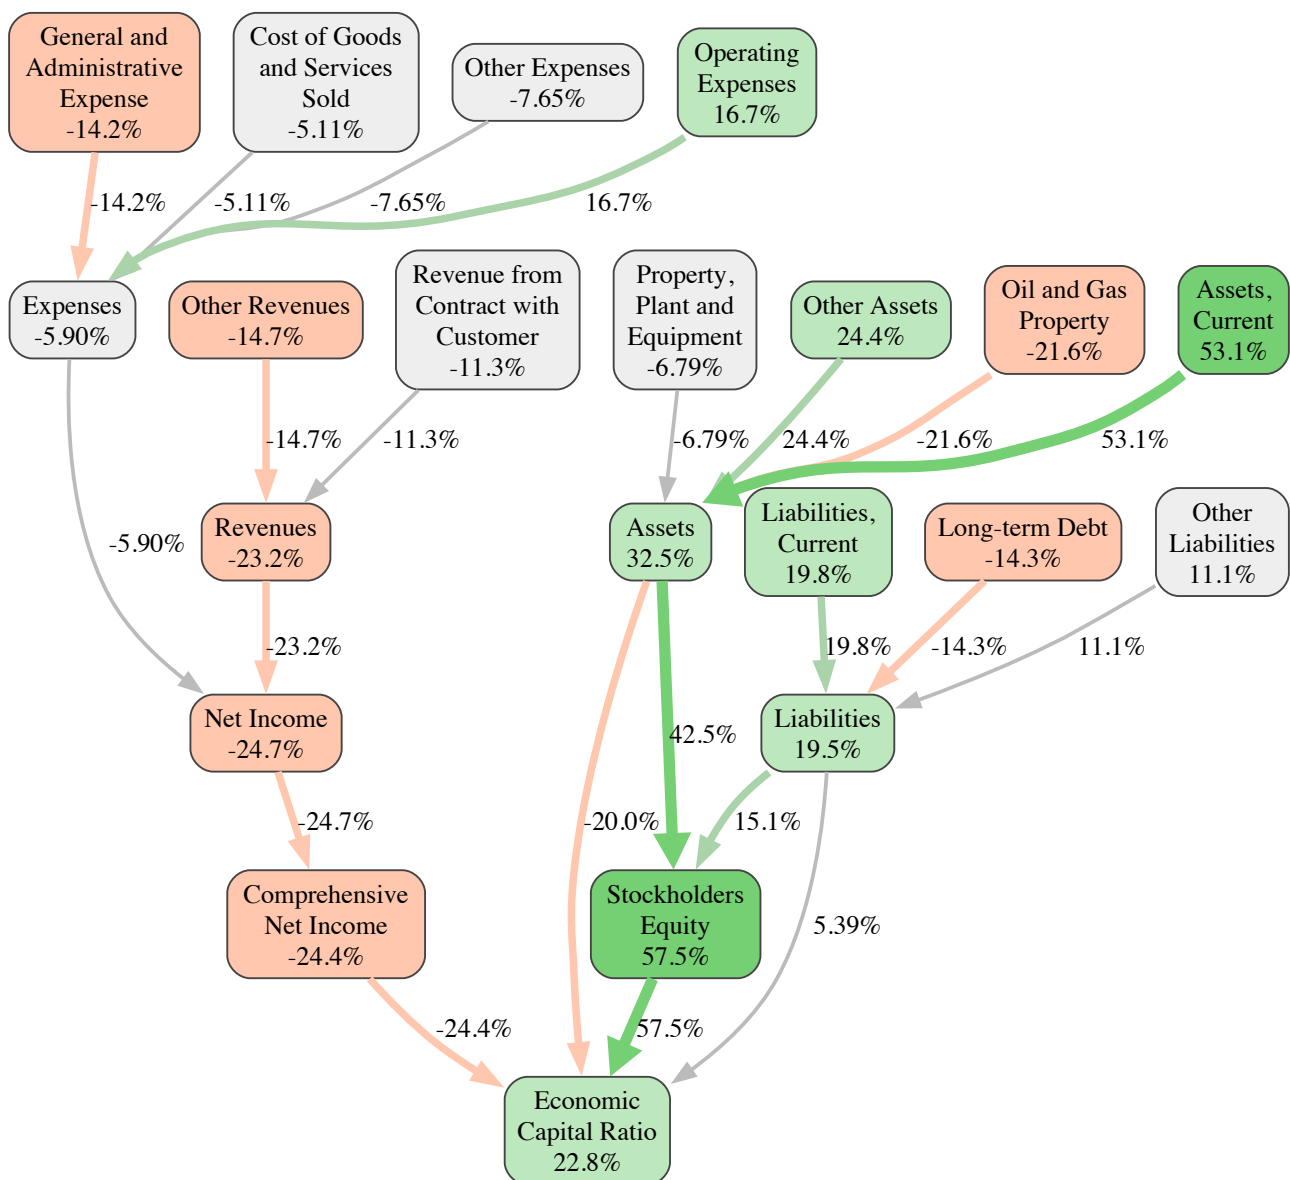 General and
Administrative
Expense
-14.2%
Cost of Goods
and Services
Sold
-5.11%
Other Expenses
-7.65%
Operating
Expenses
16.7%
-14.2%
-5.11%
-7.65%
16.7%
Expenses
-5.90%
Other Revenues
-14.7%
Revenue from
Contract with
Customer
-11.3%
Property,
Plant and
Equipment
-6.79%
Other Assets
24.4%
Oil and Gas
Property
-21.6%
Assets,
Current
53.1%
-14.7%
-11.3%
-6.79%
24.4%
-21.6%
53.1%
-5.90%
Revenues
-23.2%
Assets
32.5%
Liabilities,
Current
19.8%
Long-term Debt
-14.3%
Other
Liabilities
11.1%
-23.2%
19.8%
-14.3%
11.1%
Net Income
-24.7%
42.5%
Liabilities
19.5%
-24.7%
-20.0%
15.1%
Comprehensive
Net Income
-24.4%
Stockholders
Equity
57.5%
5.39%
-24.4%
57.5%
Economic
Capital Ratio
22.8%